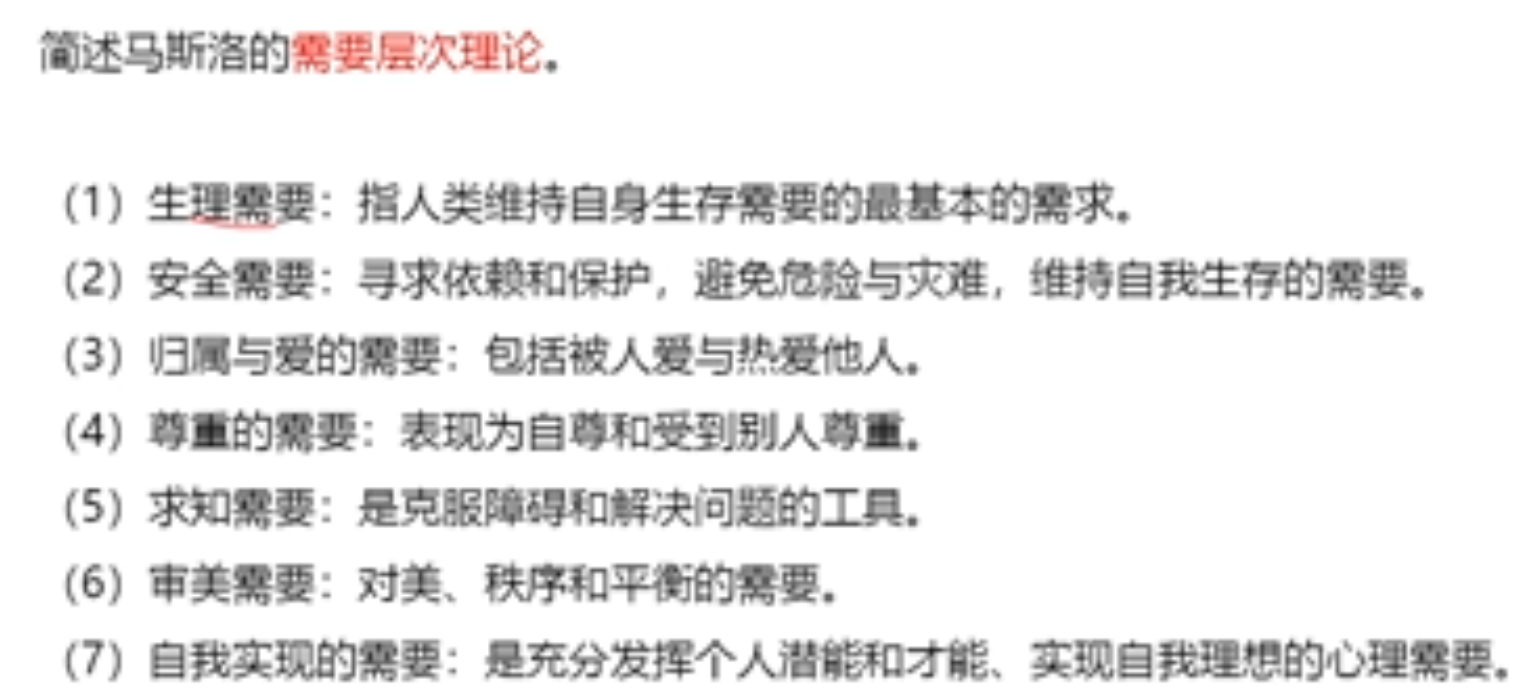 简述马斯洛的需要层次理论。
（1）生理需要：指人类维持自身生存需要的最基本的需求。
（2）安全需要：寻求依赖和保护，避免危险与灾难，维持自我生存的需要。
（3）归属与爱的需要：包括被人爱与热爱他人。
（4）尊重的需要：表现为自尊和受到别人尊重。
（5）求知需要：是克服障碍和解决问题的工具。
（6）审美需要：对美、秩序和平衡的需要。
（7）自我实现的需要：是充分发挥个人潜能和才能、实现自我理想的心理需要。